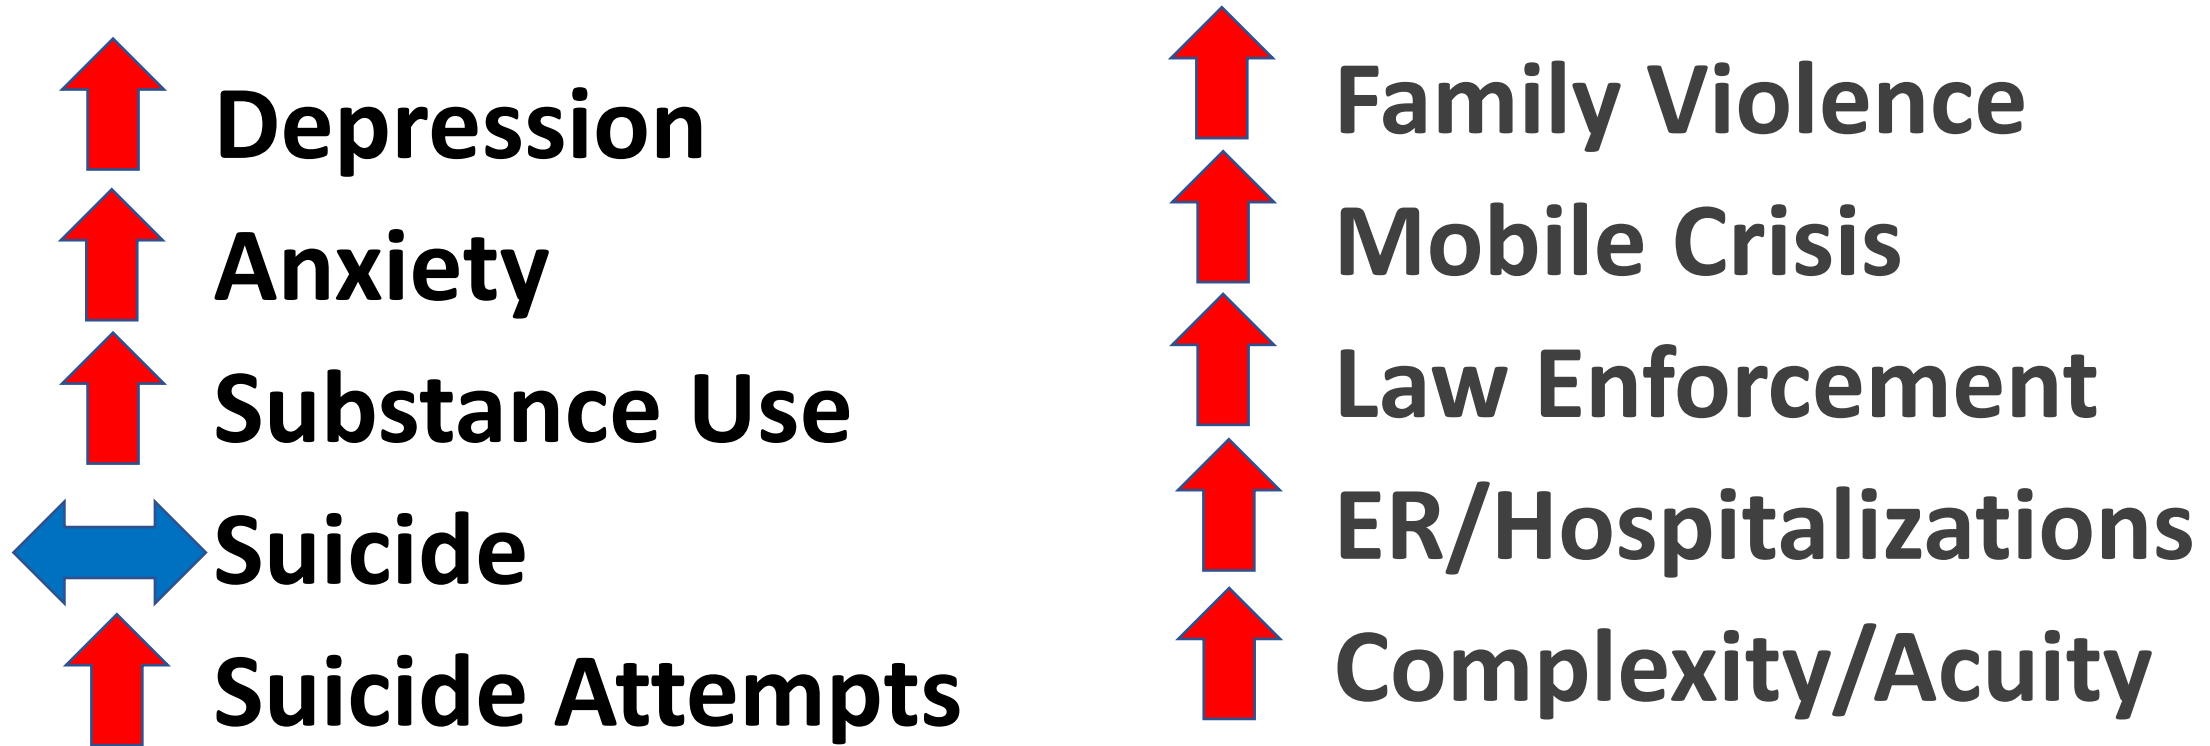 Depression
Anxiety
Substance Use
Suicide
Suicide Attempts
Family Violence
Mobile Crisis
Law Enforcement
ER/Hospitalizations
Complexity/Acuity